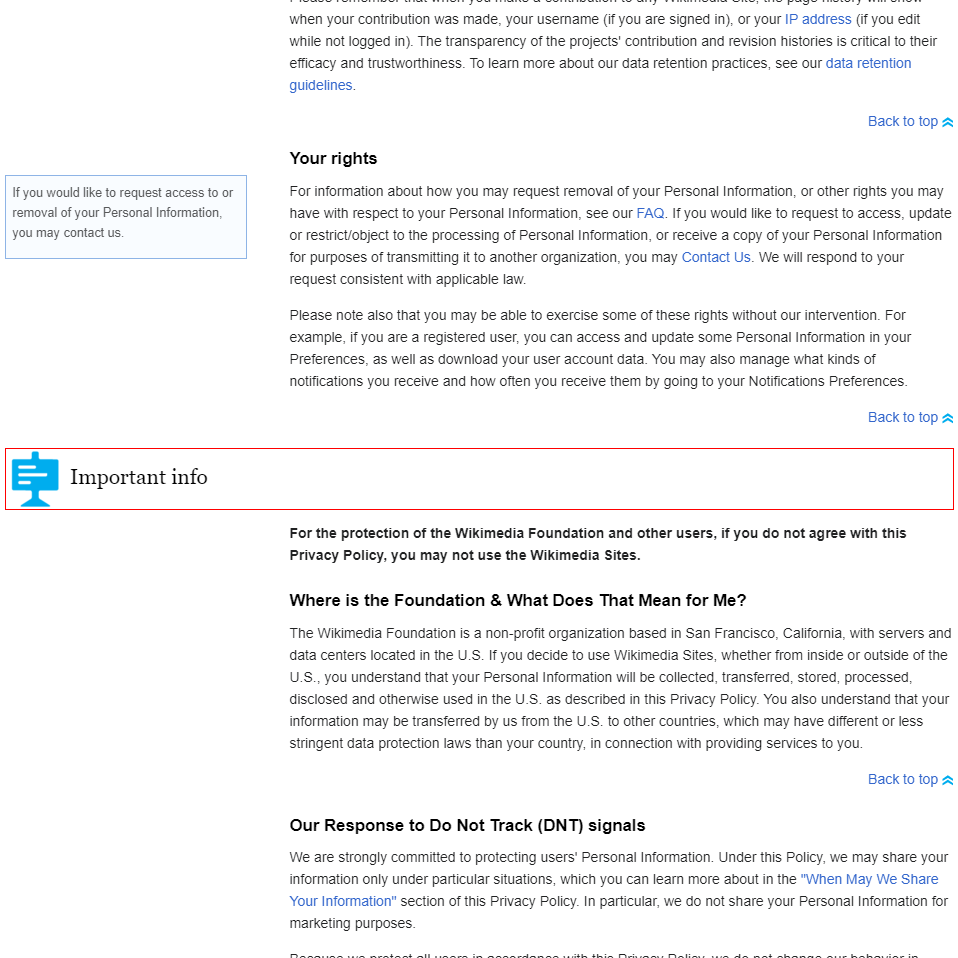 when your contribution was made, your username (if you are signed in), or your IP address (if you edit
while not logged in). The transparency of the projects' contribution and revision histories is critical to their
efficacy and trustworthiness. To learn more about our data retention practices, see our data retention
guidelines.
Back to top
Your rights
If you would like to request access to or
removal of your Personal Information,
you may contact us.
For information about how you may request removal of your Personal Information, or other rights you may
have with respect to your Personal Information, see our FAQ. If you would like to request to access, update
or restrict/object to the processing of Personal Information, or receive a copy of your Personal Information
for purposes of transmitting it to another organization, you may Contact Us. We will respond to your
request consistent with applicable law.
Please note also that you may be able to exercise some of these rights without our intervention. For
example, if you are a registered user, you can access and update some Personal Information in your
Preferences, as well as download your user account data. You may also manage what kinds of
notifications you receive and how often you receive them by going to your Notifications Preferences.
Back to top
Important info
For the protection of the Wikimedia Foundation and other users, if you do not agree with this
Privacy Policy, you may not use the Wikimedia Sites.
Where is the Foundation & What Does That Mean for Me?
The Wikimedia Foundation is a non-profit organization based in San Francisco, California, with servers and
data centers located in the U.S. If you decide to use Wikimedia Sites, whether from inside or outside of the
U.S., you understand that your Personal Information will be collected, transferred, stored, processed,
disclosed and otherwise used in the U.S. as described in this Privacy Policy. You also understand that your
information may be transferred by us from the U.S. to other countries, which may have different or less
stringent data protection laws than your country, in connection with providing services to you.
Back to top
Our Response to Do Not Track (DNT) signals
We are strongly committed to protecting users' Personal Information. Under this Policy, we may share your
information only under particular situations, which you can learn more about in the "When May We Share
Your Information" section of this Privacy Policy. In particular, we do not share your Personal Information for
marketing purposes.
Because we protect all users in accordance with this Privacy Policy, we do not change our behavior in